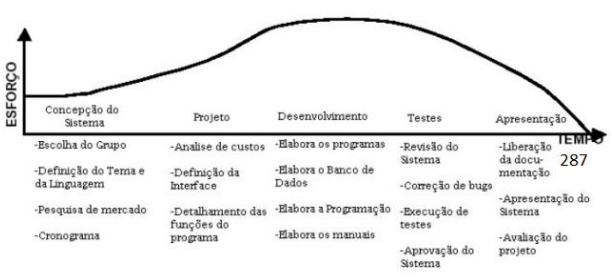 ESFORÇO
Concepção do
Sistema
Projeto
Desenvolvimento
Testes
Apresentação
TEMPO
287
-Escolha do Grupo
-Definição do Tema e
da Linguagem
-Pesquisa de mercado
-Cronograma
-Analise de custos
-Definição da
Interface
-Detalhamento das
funções do
programa
-Elabora os programas
-Elabora o Banco de
Dados
-Elabora a Programação
-Elabora os manuais
-Revisão do
Sistema
-Correção de bugs
-Execução de
testes
-Aprovação do
Sistema
-Liberação
da docu-
mentação
-Apresentação do
Sistema
-Avaliação do
projeto